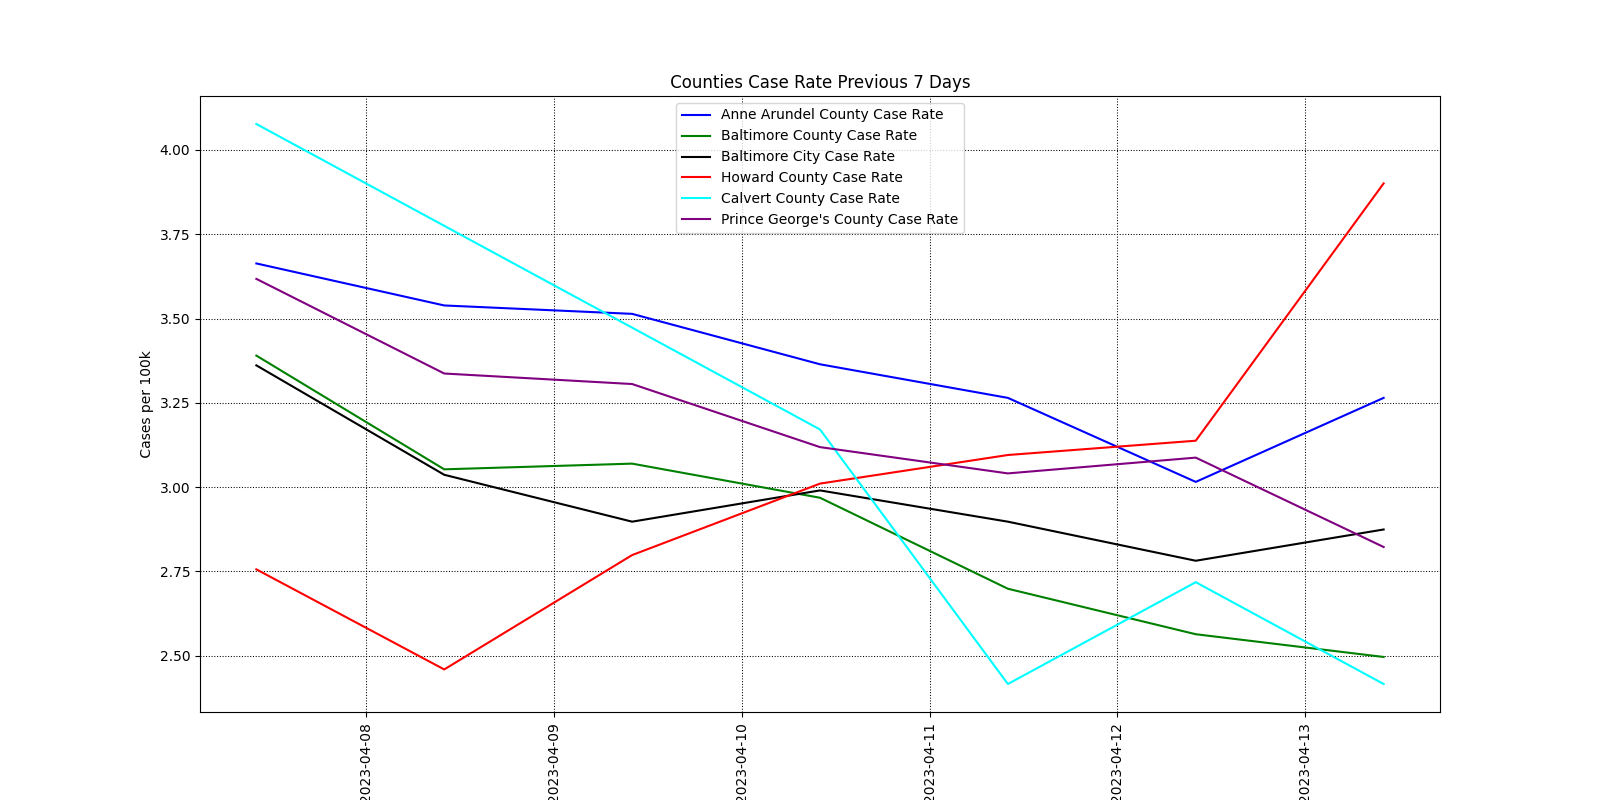 Counties Case Rate Previous 7 Days
Anne Arundel County Case Rate
Baltimore County Case Rate
Baltimore City Case Rate
Howard County Case Rate
Calvert County Case Rate
Prince George's County Case Rate
Cases per 100k
4.00
3.75
3.50
3.25
3.00
2.75
2.50
2023-04-08
2023-04-09
2023-04-10
2023-04-11
2023-04-12
2023-04-13